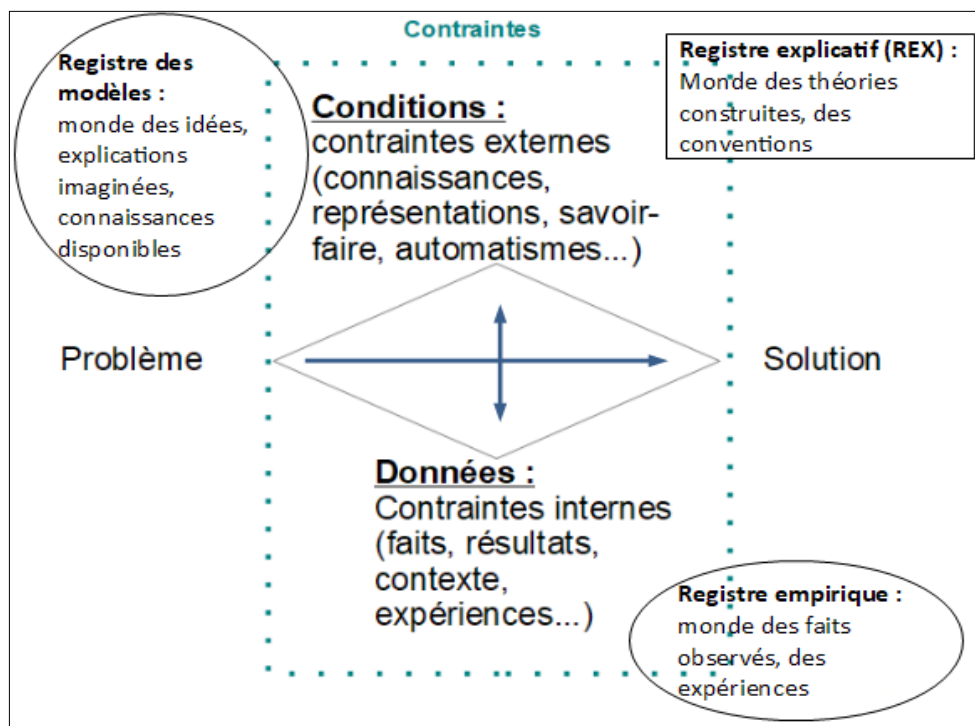 Contraintes
Registre des
modèles :
monde des idées,
explications
imaginées,
connaissances
disponibles
Registre explicatif (REX) :
Monde des théories
construites, des
conventions
Conditions :
contraintes externes
(connaissances,
représentations, savoir-
faire, automatismes...)
Problème
Solution
Données :
Contraintes internes
(faits, résultats,
contexte,
expériences...)
Registre empirique :
monde des faits
observés, des
expériences